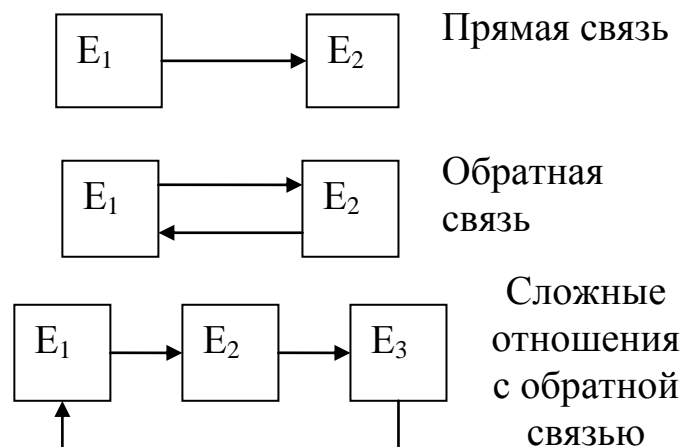 E₁ E₂ Прямая связь
E₁ E₂ Обратная
связь
E₁ E₂ E₃ Сложные
отношения
с обратной
связью